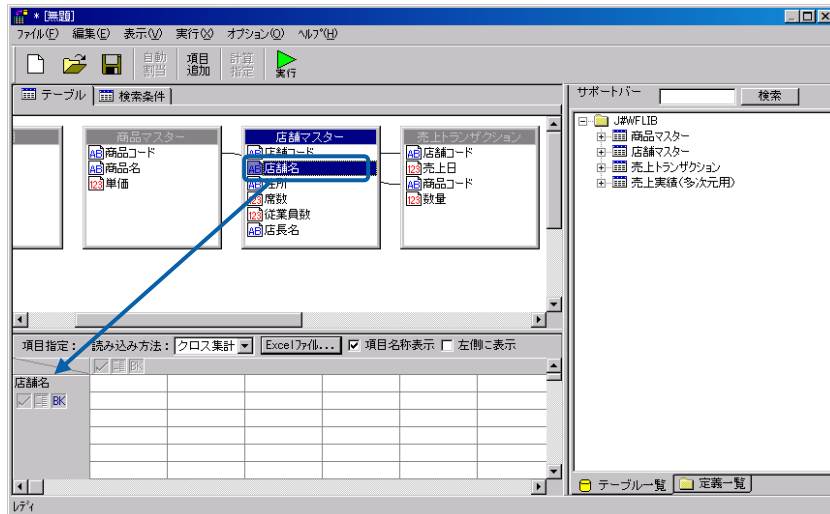 * [無題]
ファイル(F) 編集(E) 表示(V) 実行(X) オプション(O) ヘルプ(H)
自動割当 項目追加 計算指定 実行
テーブル 検索条件
サポートバー 検索
商品マスター
商品コード
商品名
単価
店舗マスター
店舗コード
店舗名
住所
席数
従業員数
店長名
売上トランザクション
店舗コード
売上日
商品コード
数量
J#WFLIB
商品マスター
店舗マスター
売上トランザクション
売上実績(多次元用)
項目指定: 読み込み方法: クロス集計 Excelファイル... 項目名称表示 左側に表示
BK
店舗名
BK
テーブル一覧 定義一覧
レディ